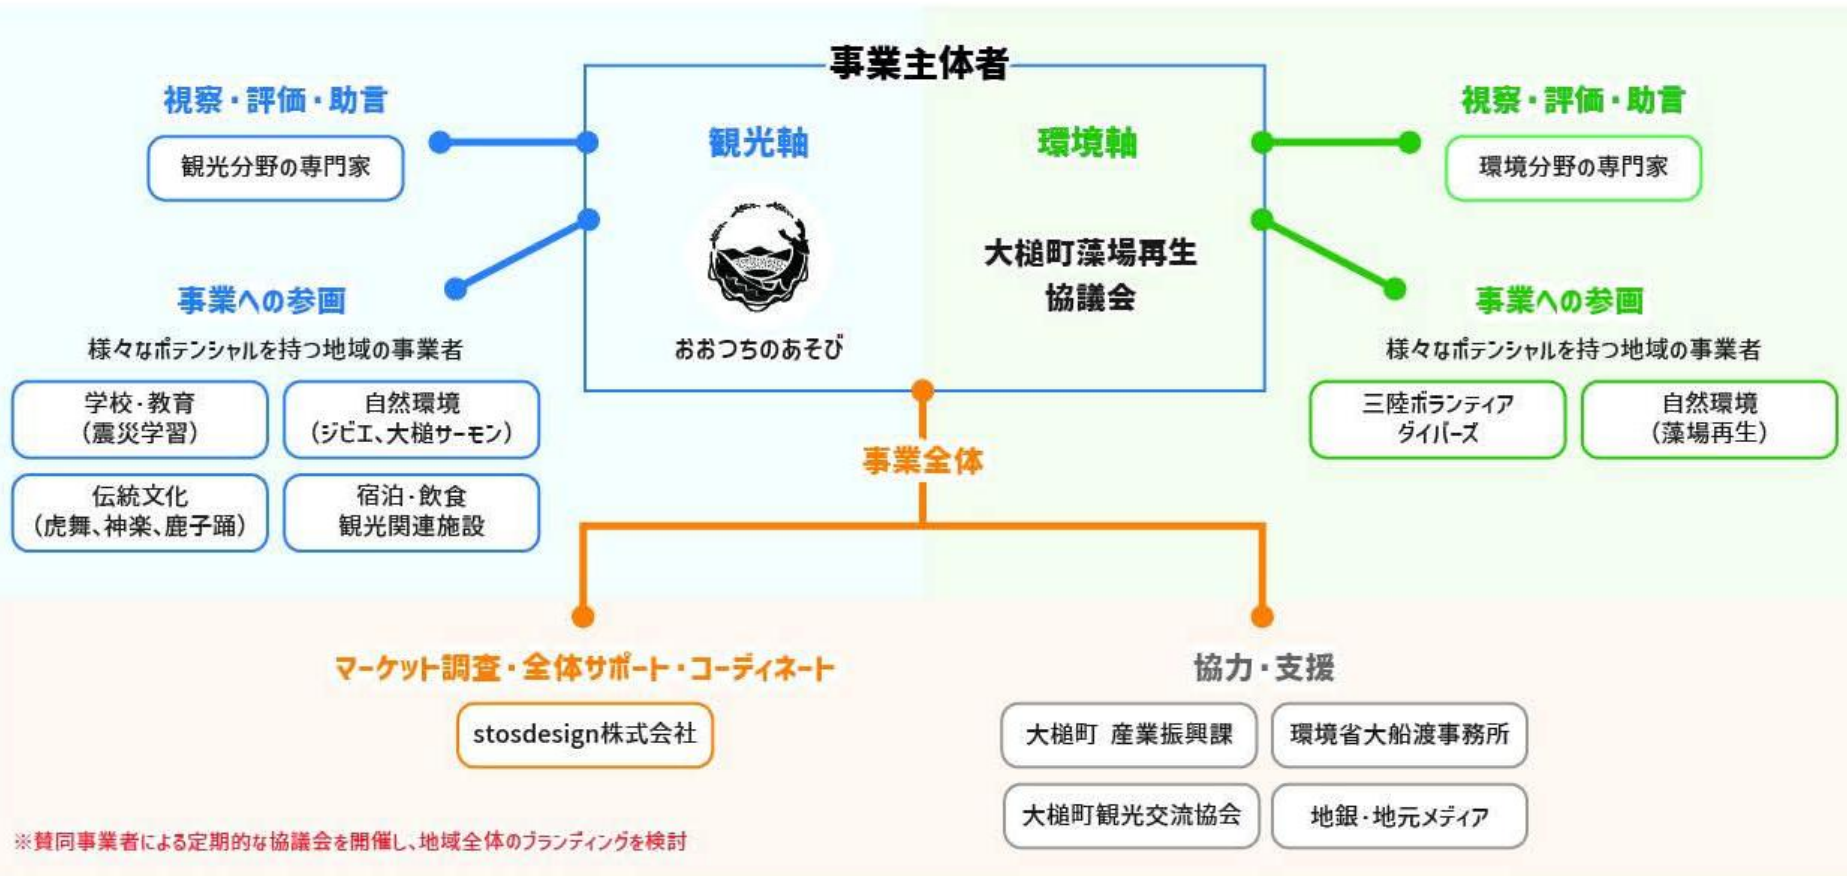 事業主体者
視察・評価・助言
観光分野の専門家
事業への参画
様々なポテンシャルを持つ地域の事業者
学校・教育
(震災学習)
自然環境
(ジビエ、大槌サーモン)
伝統文化
(虎舞、神楽、鹿子踊)
宿泊・飲食
観光関連施設
観光軸
おおつちのあそび
環境軸
大槌町藻場再生
協議会
視察・評価・助言
環境分野の専門家
事業への参画
様々なポテンシャルを持つ地域の事業者
三陸ボランティア
ダイバーズ
自然環境
(藻場再生)
事業全体
マーケット調査・全体サポート・コーディネート
stosdesign株式会社
協力・支援
大槌町 産業振興課
環境省大船渡事務所
大槌町観光交流協会
地銀・地元メディア
※賛同事業者による定期的な協議会を開催し、地域全体のブランディングを検討